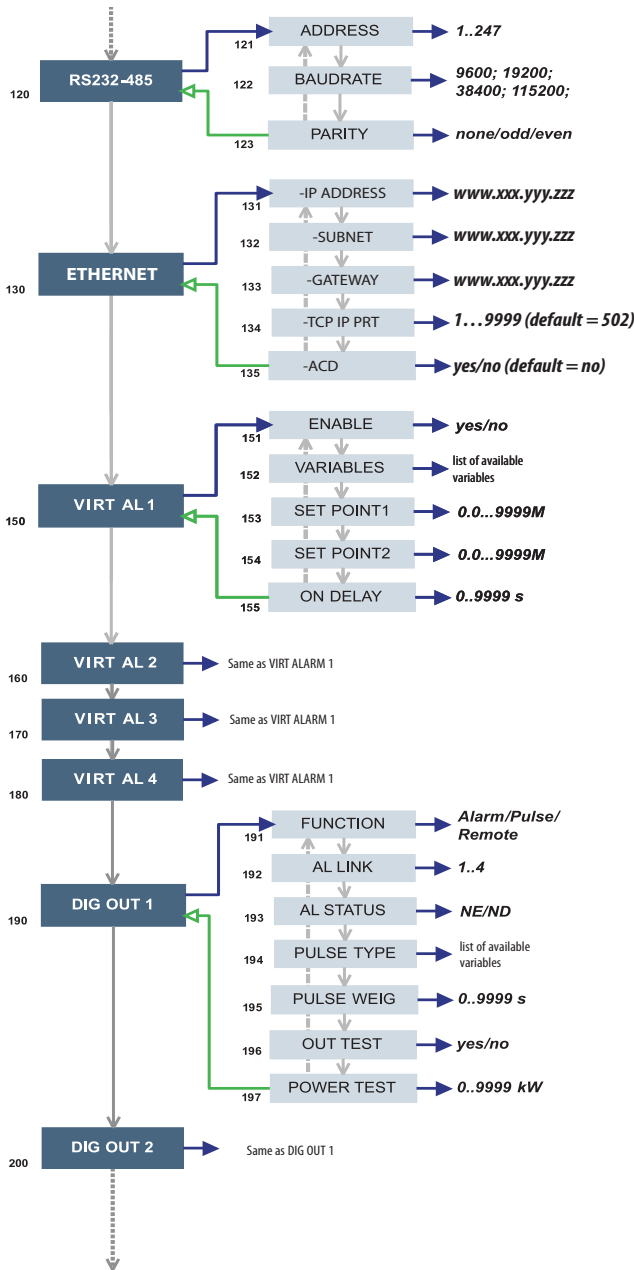 120
RS232-485
121
ADDRESS
1..247
122
BAUDRATE
9600; 19200;
38400; 115200;
123
PARITY
none/odd/even
130
ETHERNET
131
-IP ADDRESS
www.xxx.yyy.zzz
132
-SUBNET
www.xxx.yyy.zzz
133
-GATEWAY
www.xxx.yyy.zzz
134
-TCP IP PRT
1...9999 (default = 502)
135
-ACD
yes/no (default = no)
150
VIRT AL 1
151
ENABLE
yes/no
152
VARIABLES
list of available
variables
153
SET POINT1
0.0...9999M
154
SET POINT2
0.0...9999M
155
ON DELAY
0..9999 s
160
VIRT AL 2
Same as VIRT ALARM 1
170
VIRT AL 3
Same as VIRT ALARM 1
180
VIRT AL 4
Same as VIRT ALARM 1
190
DIG OUT 1
191
FUNCTION
Alarm/Pulse/
Remote
192
AL LINK
1..4
193
AL STATUS
NE/ND
194
PULSE TYPE
list of available
variables
195
PULSE WEIG
0..9999 s
196
OUT TEST
yes/no
197
POWER TEST
0..9999 kW
200
DIG OUT 2
Same as DIG OUT 1